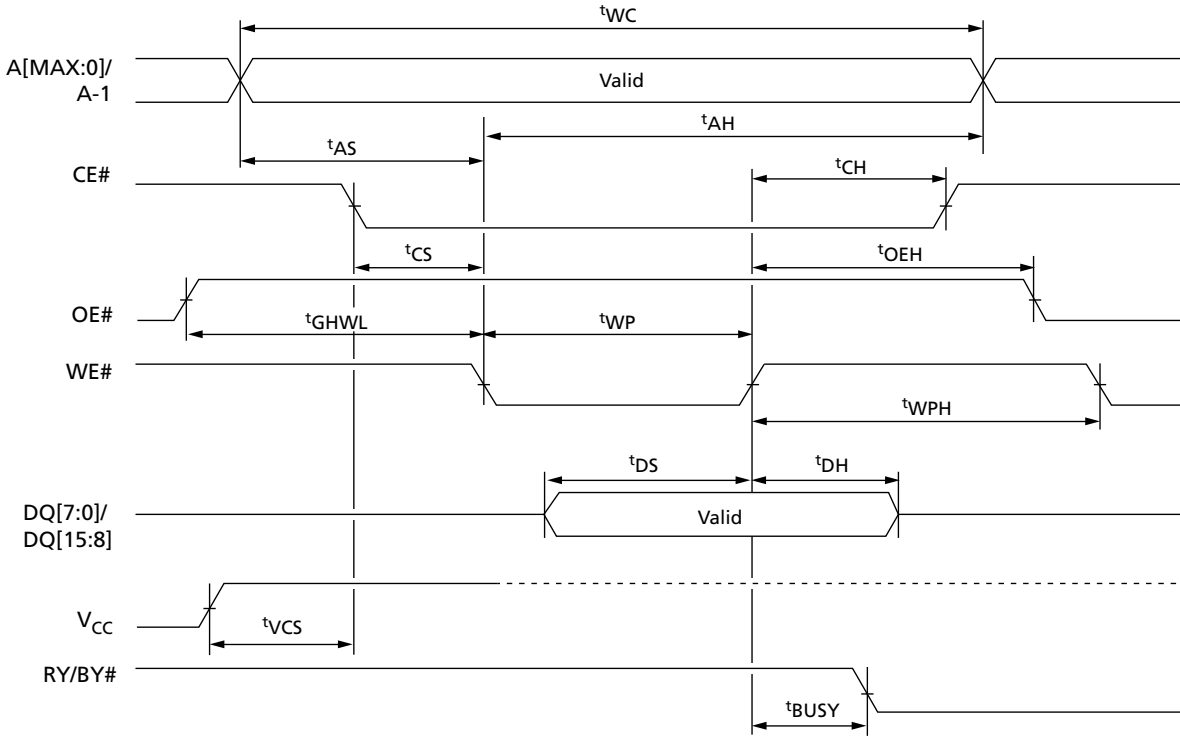 tWC
A[MAX:0]/
A-1
Valid
tAH
tAS
CE#
tCH
tCS
tOEH
OE#
tGHWL
tWP
WE#
tWPH
tDS
tDH
DQ[7:0]/
DQ[15:8]
Valid
VCC
tVCS
RY/BY#
tBUSY